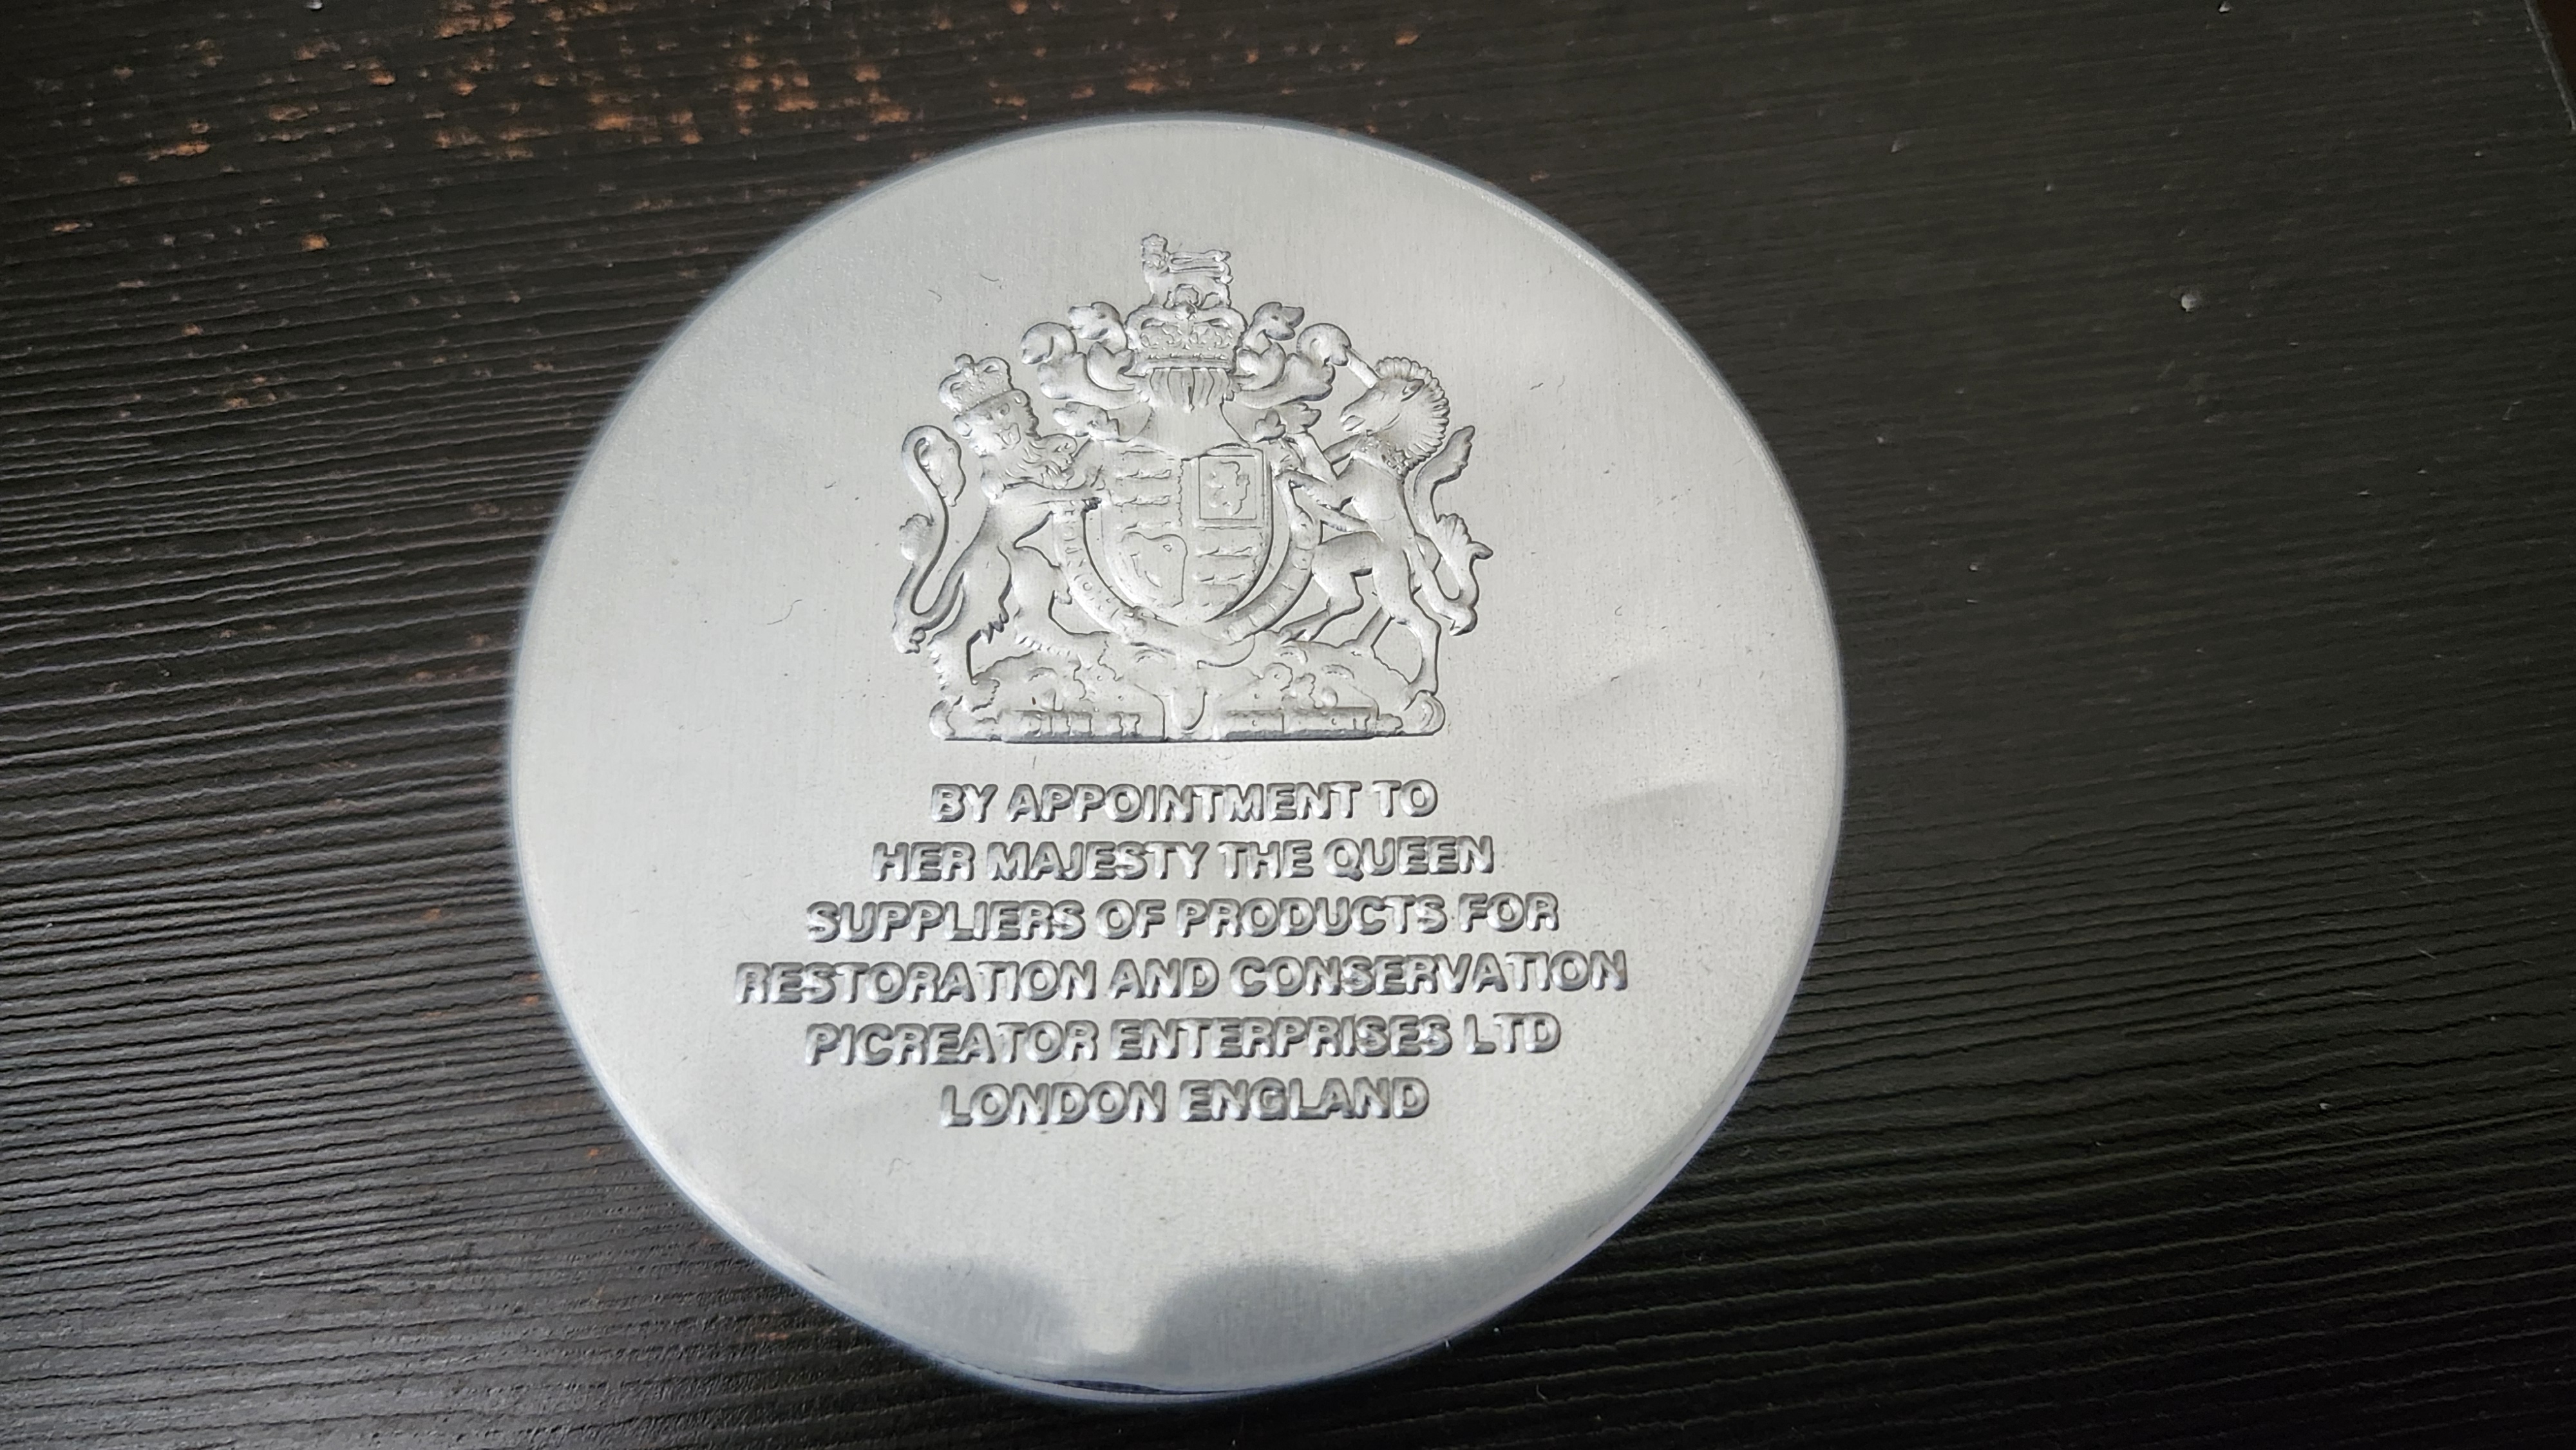 BY APPOINTMENT TO
HER MAJESTY THE QUEEN
SUPPLIERS OF PRODUCTS FOR
RESTORATION AND CONSERVATION
PICREATOR ENTERPRISES LTD
LONDON ENGLAND